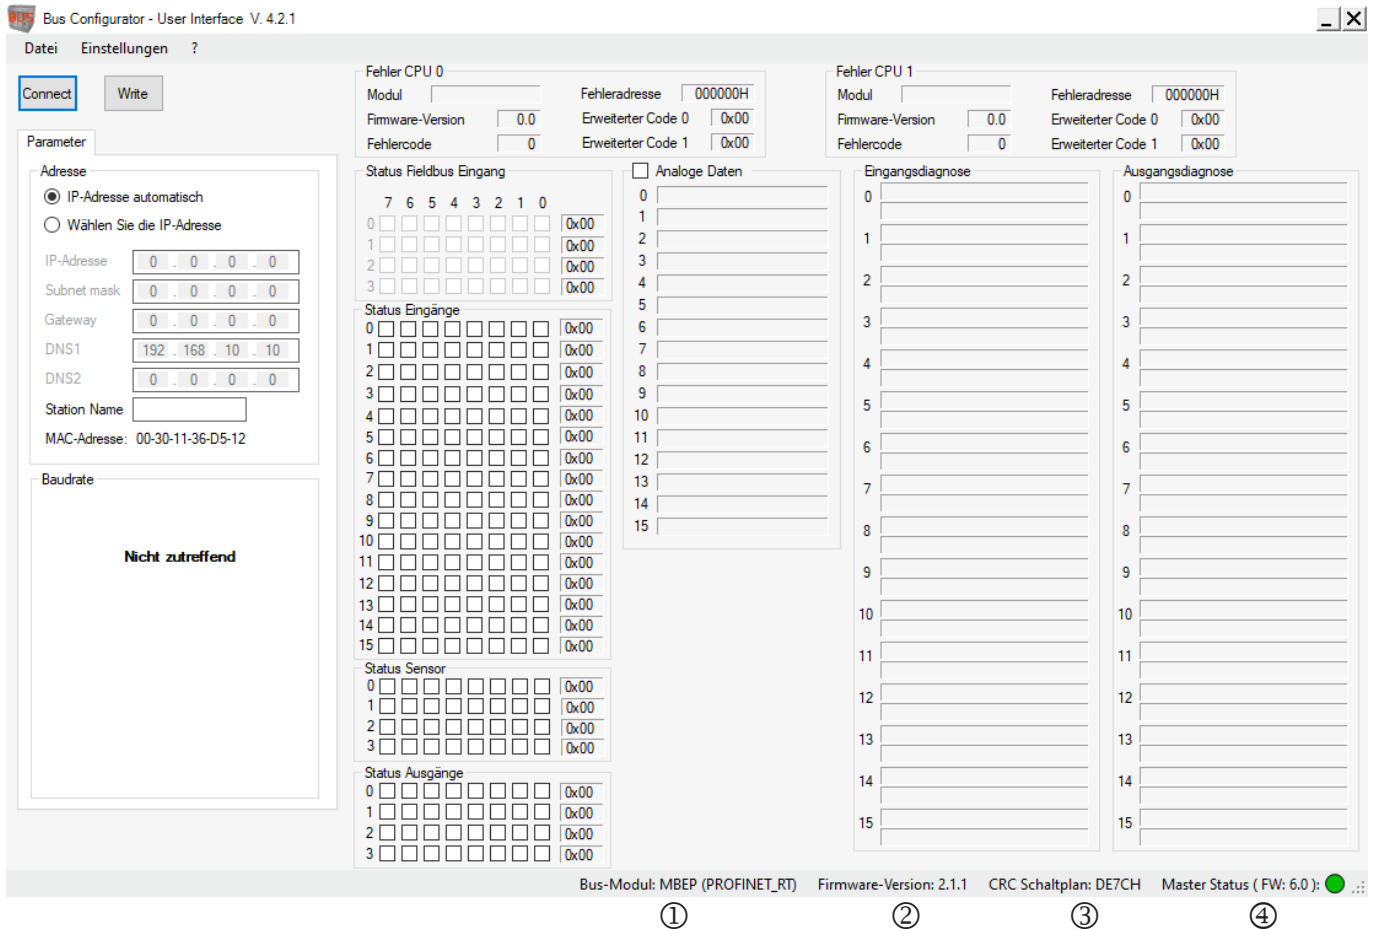 Bus Configurator - User Interface V. 4.2.1
Datei Einstellungen ?
Connect Write
Parameter
Adresse
IP-Adresse automatisch
Wählen Sie die IP-Adresse
IP-Adresse 0 . 0 . 0 . 0
Subnet mask 0 . 0 . 0 . 0
Gateway 0 . 0 . 0 . 0
DNS1 192 . 168 . 10 . 10
DNS2 0 . 0 . 0 . 0
Station Name
MAC-Adresse: 00-30-11-36-D5-12
Baudrate
Nicht zutreffend
Fehler CPU 0
Modul Fehleradresse 000000H
Firmware-Version 0.0 Erweiterter Code 0 0x00
Fehlercode 0 Erweiterter Code 1 0x00
Fehler CPU 1
Modul Fehleradresse 000000H
Firmware-Version 0.0 Erweiterter Code 0 0x00
Fehlercode 0 Erweiterter Code 1 0x00
Status Fieldbus Eingang
7 6 5 4 3 2 1 0
0 0x00
1 0x00
2 0x00
3 0x00
Status Eingänge
0 0x00
1 0x00
2 0x00
3 0x00
4 0x00
5 0x00
6 0x00
7 0x00
8 0x00
9 0x00
10 0x00
11 0x00
12 0x00
13 0x00
14 0x00
15 0x00
Status Sensor
0 0x00
1 0x00
2 0x00
3 0x00
Status Ausgänge
0 0x00
1 0x00
2 0x00
3 0x00
Analoge Daten
0
1
2
3
4
5
6
7
8
9
10
11
12
13
14
15
Eingangsdiagnose
0
1
2
3
4
5
6
7
8
9
10
11
12
13
14
15
Ausgangsdiagnose
0
1
2
3
4
5
6
7
8
9
10
11
12
13
14
15
Bus-Modul: MBEP (PROFINET_RT) Firmware-Version: 2.1.1 CRC Schaltplan: DE7CH Master Status ( FW: 6.0 ):
① ② ③ ④